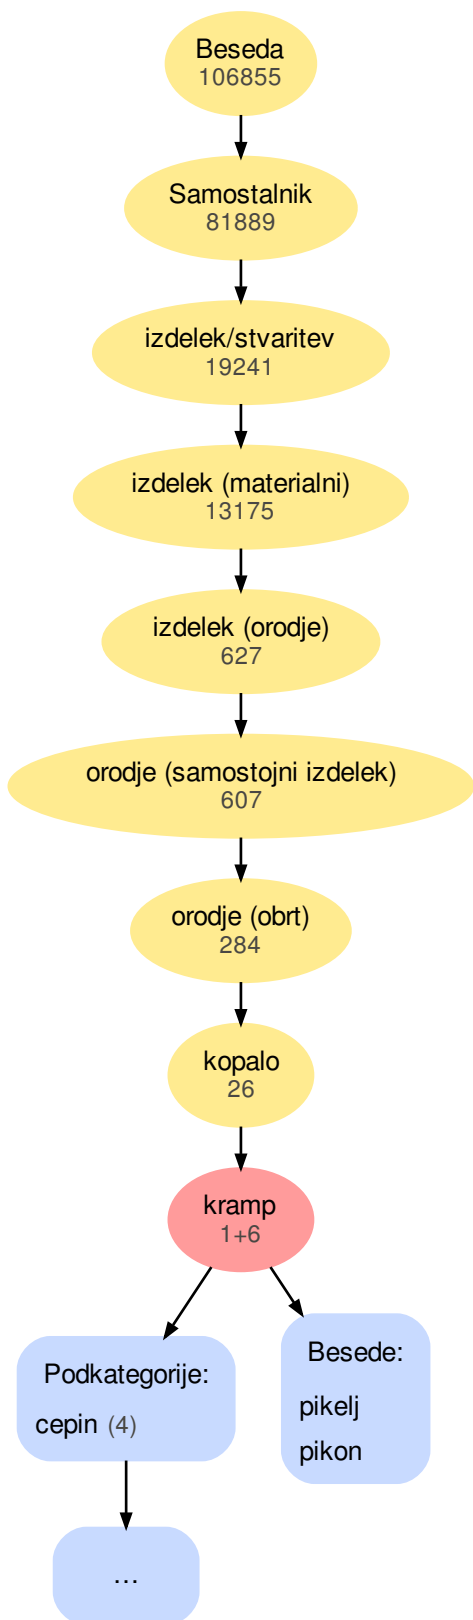 Beseda
106855
Samostalnik
81889
izdelek/stvaritev
19241
izdelek (materialni)
13175
izdelek (orodje)
627
orodje (samostojni izdelek)
607
orodje (obrt)
284
kopalo
26
kramp
1+6
Podkategorije:
cepin (4)
Besede:
pikelj
pikon
...